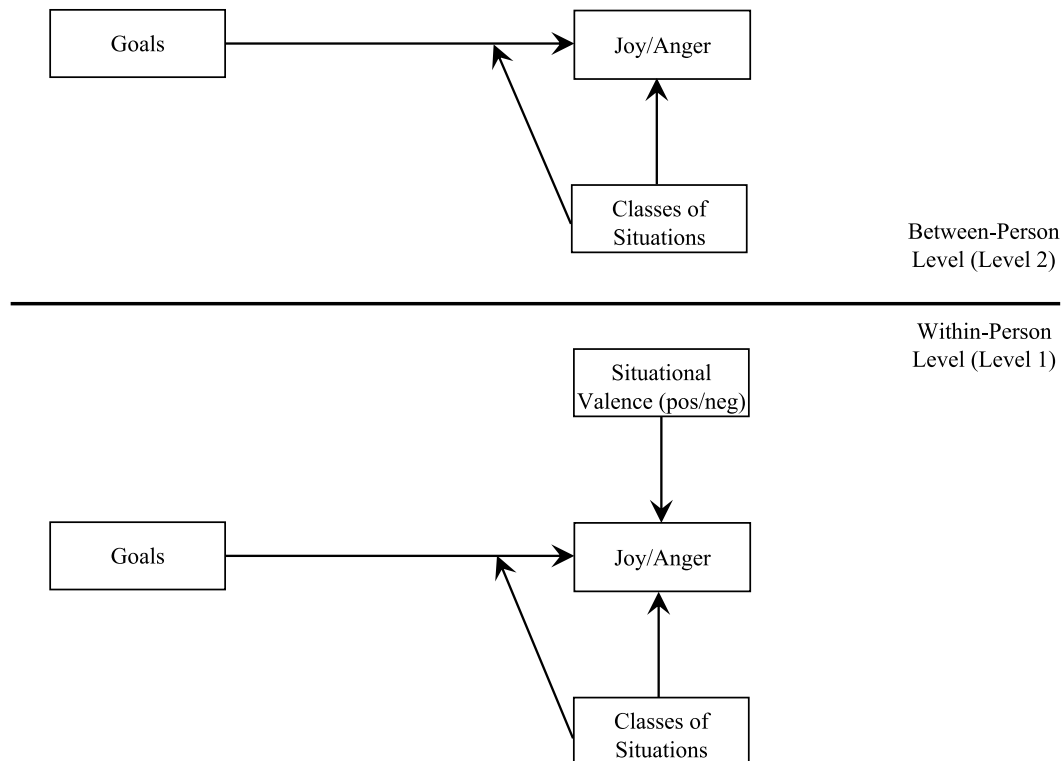 Goals
Joy/Anger
Classes of
Situations
Between-Person
Level (Level 2)
Within-Person
Level (Level 1)
Situational
Valence (pos/neg)
Goals
Joy/Anger
Classes of
Situations